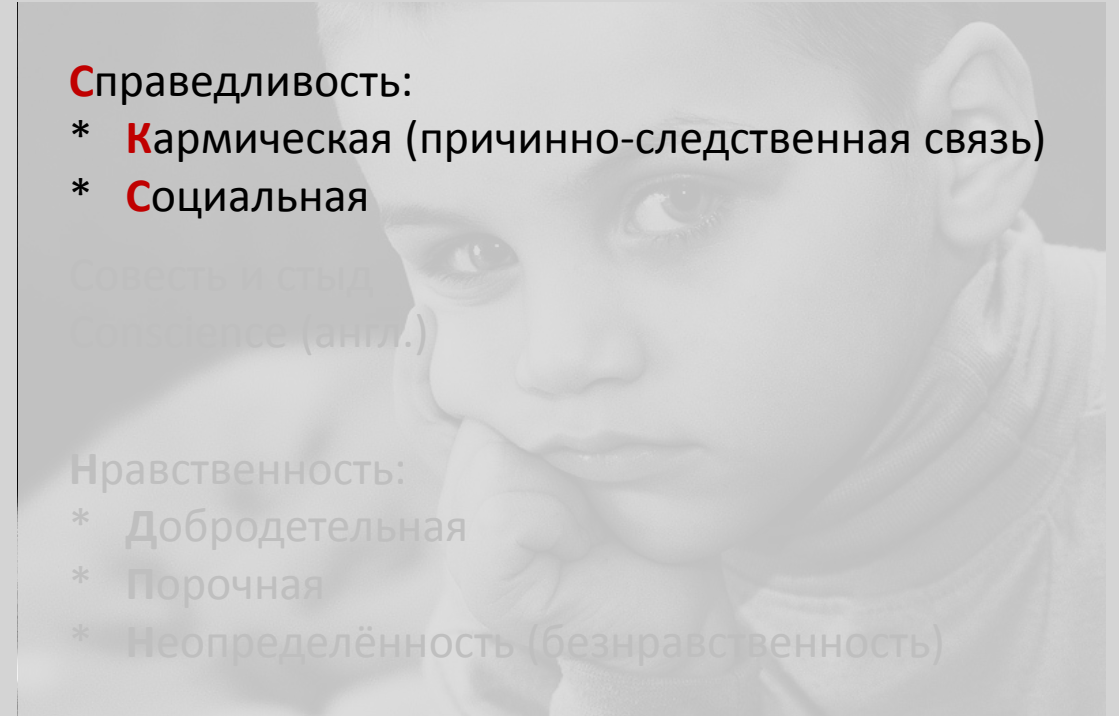 Справедливость:
* Кармическая (причинно-следственная связь)
* Социальная
Совесть и стыд
Conscience (англ.)
Нравственность:
* Добродетельная
* Порочная
* Неопределённость (безнравственность)